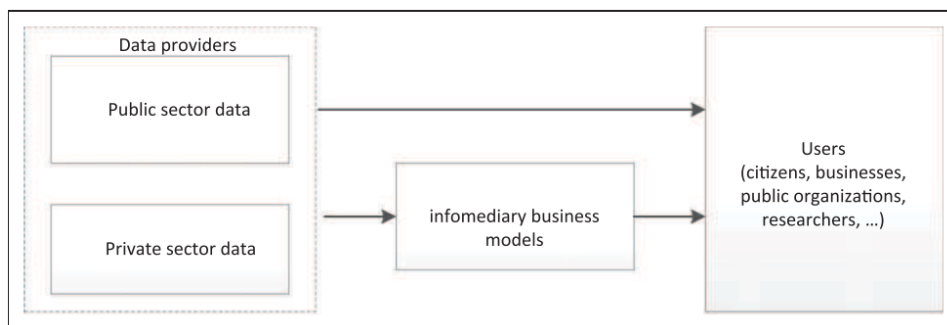 Data providers
Public sector data
Private sector data
infomediary business
models
Users
(citizens, businesses,
public organizations,
researchers, ...)